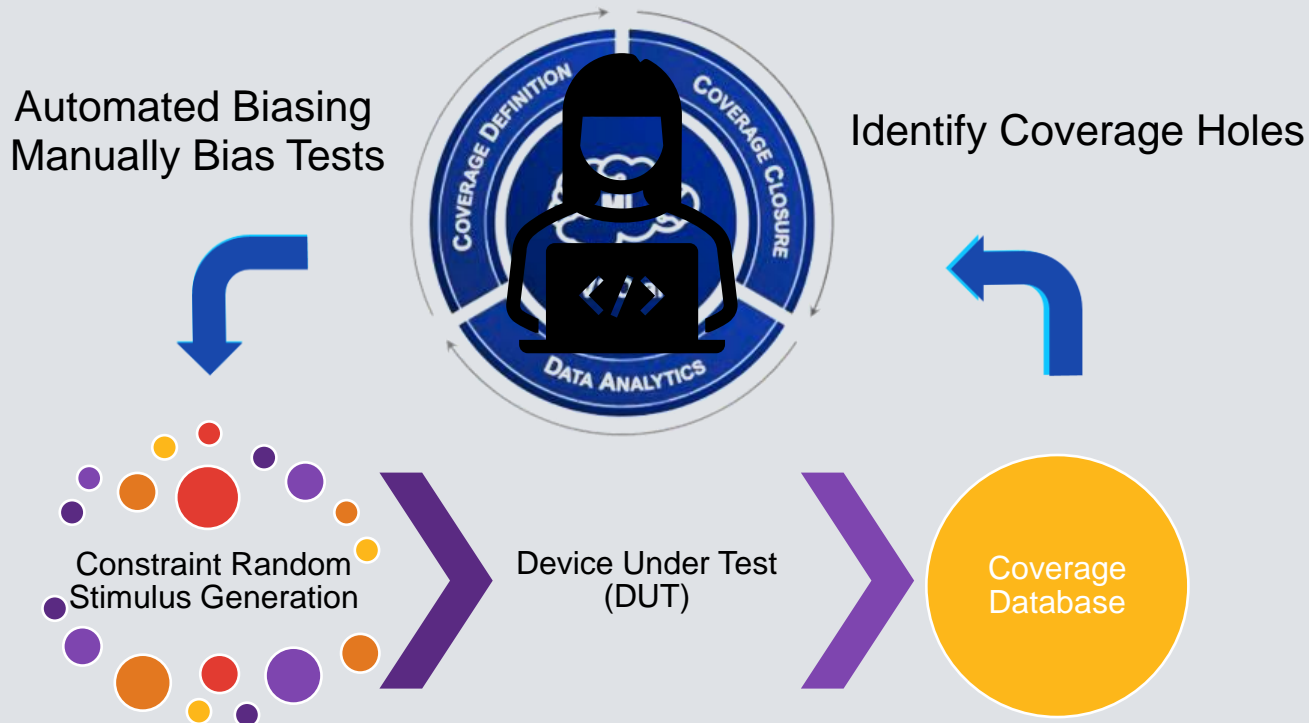 Automated Biasing
Manually Bias Tests
COVERAGE DEFINITION
COVERAGE CLOSURE
DATA ANALYTICS
ML
</>
Identify Coverage Holes
Constraint Random
Stimulus Generation
Device Under Test
(DUT)
Coverage
Database